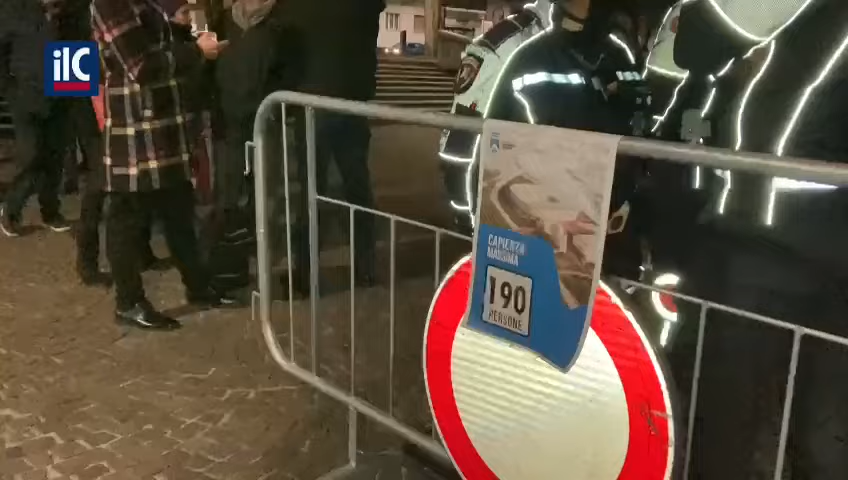 ilC
CAPIENZA
MASSIMA
190
PERSONE